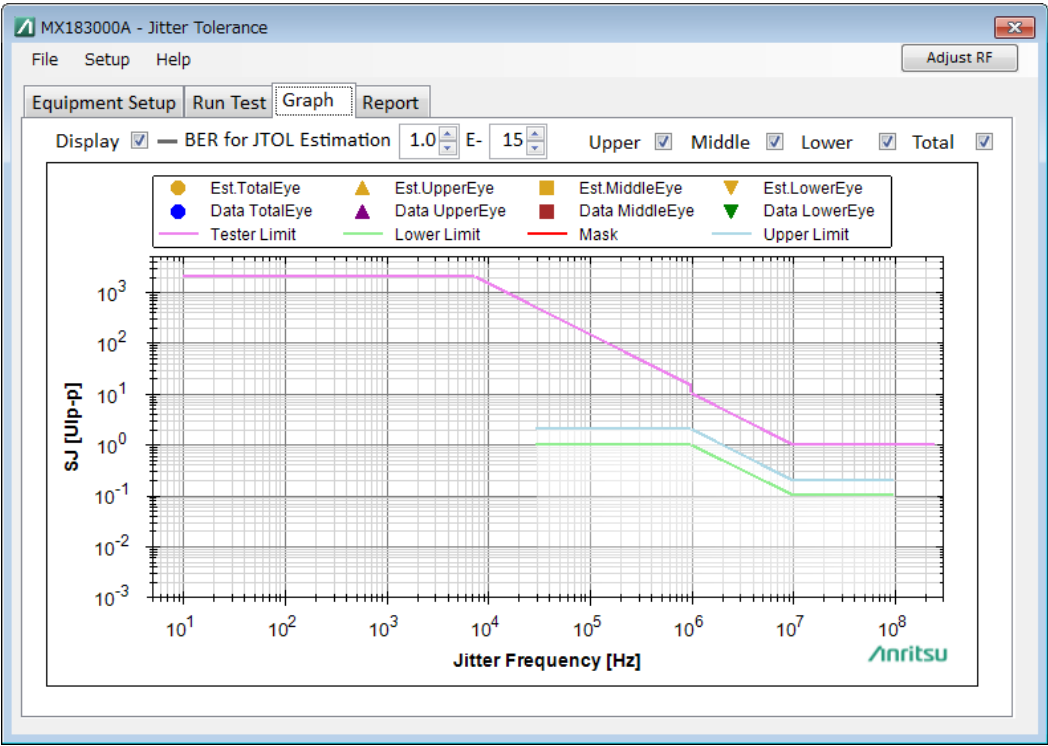 MX183000A - Jitter Tolerance
File Setup Help Adjust RF
Equipment Setup Run Test Graph Report
Display BER for JTOL Estimation 1.0 E- 15 Upper Middle Lower Total
Est.TotalEye Est.UpperEye Est.MiddleEye Est.LowerEye
Data TotalEye Data UpperEye Data MiddleEye Data LowerEye
Tester Limit Lower Limit Mask Upper Limit
10³
10²
10¹
10⁰
10⁻¹
10⁻²
10⁻³
SJ [UIp-p]
10¹ 10² 10³ 10⁴ 10⁵ 10⁶ 10⁷ 10⁸
Jitter Frequency [Hz]
Anritsu